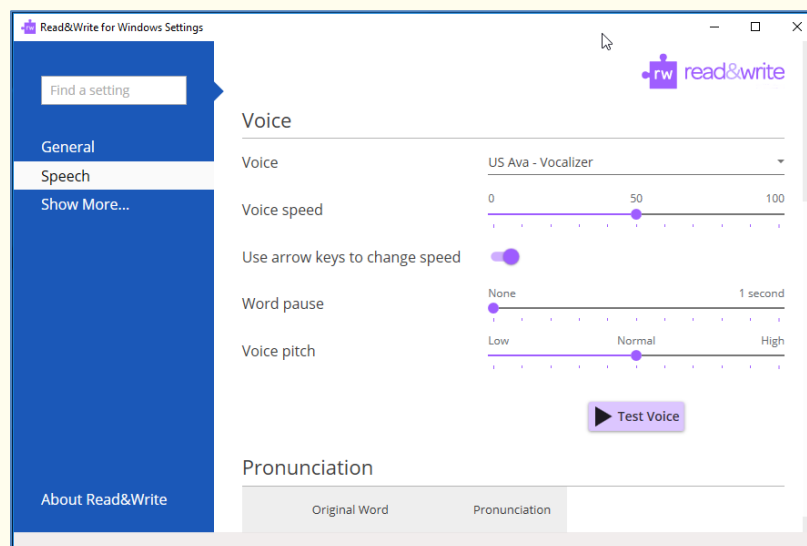 Read&Write for Windows Settings
rw read&write
Find a setting
General
Speech
Show More...
About Read&Write
Voice
Voice US Ava - Vocalizer
0 50 100
Voice speed
Use arrow keys to change speed
None 1 second
Word pause
Low Normal High
Voice pitch
Test Voice
Pronunciation
Original Word Pronunciation